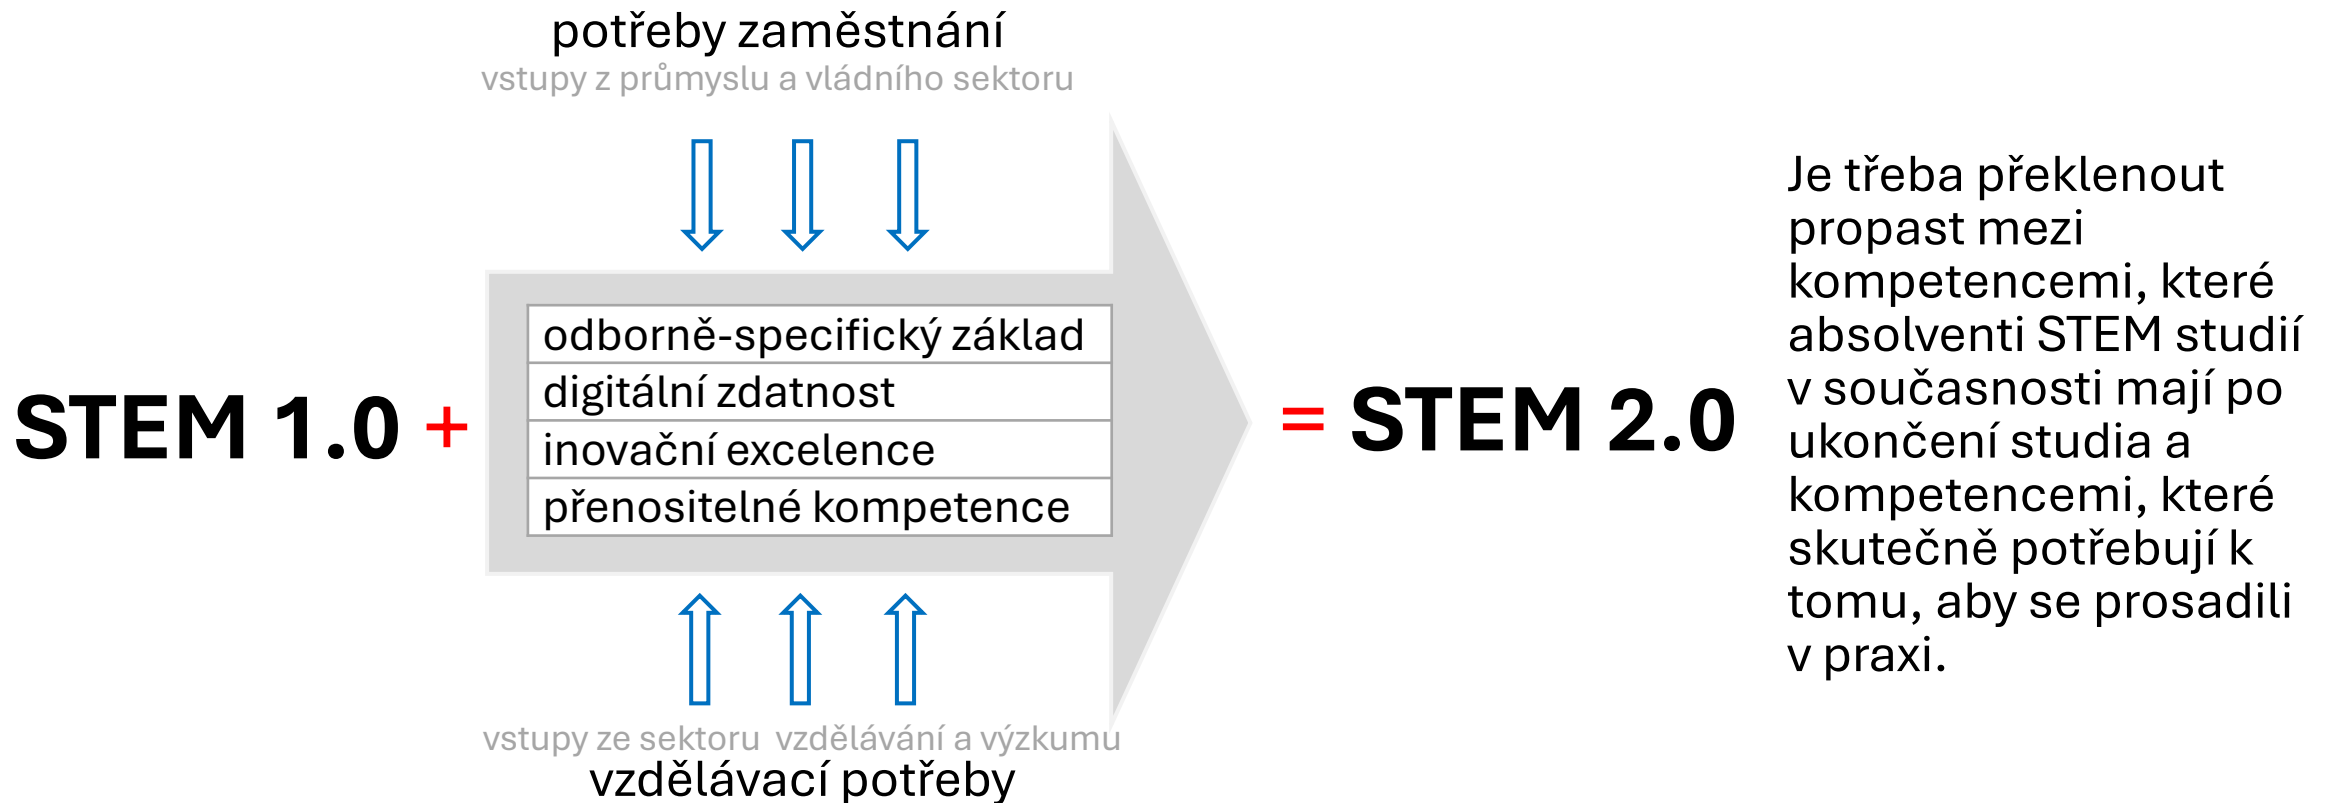 potřeby zaměstnání
vstupy z průmyslu a vládního sektoru
STEM 1.0 +
odborně-specifický základ
digitální zdatnost
inovační excelence
přenositelné kompetence
= STEM 2.0
vstupy ze sektoru vzdělávání a výzkumu
vzdělávací potřeby
Je třeba překlenout
propast mezi
kompetencemi, které
absolventi STEM studií
v současnosti mají po
ukončení studia a
kompetencemi, které
skutečně potřebují k
tomu, aby se prosadili
v praxi.